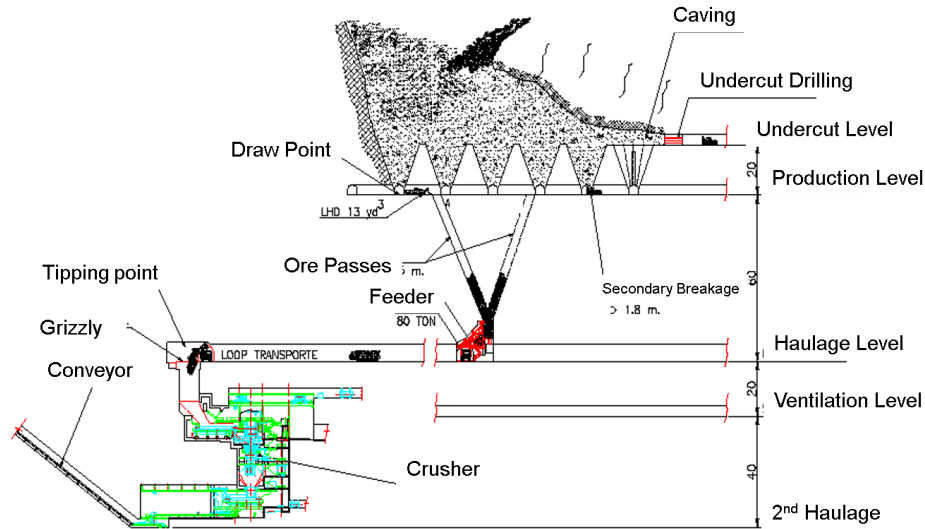 Caving
Undercut Drilling
Undercut Level
Draw Point
20
Production Level
LHD 13 yd³
Ore Passes
m.
60
Tipping point
Feeder
Secondary Breakage
> 1.8 m.
80 TON
Grizzly
LOOP TRANSPORTE
Haulage Level
Conveyor
20
Ventilation Level
Crusher
40
2nd Haulage